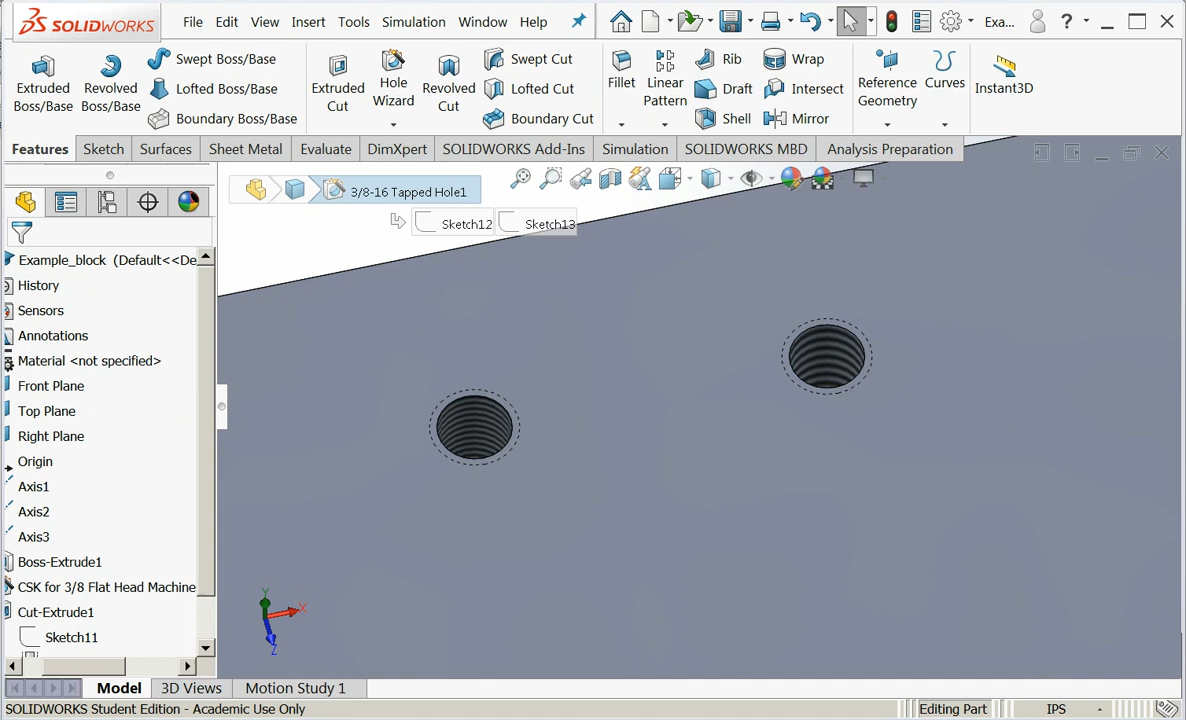 SOLIDWORKS File Edit View Insert Tools Simulation Window Help Exa... ?
Extruded Boss/Base
Revolved Boss/Base
Swept Boss/Base
Lofted Boss/Base
Boundary Boss/Base
Extruded Cut
Hole Wizard
Revolved Cut
Swept Cut
Lofted Cut
Boundary Cut
Fillet
Linear Pattern
Rib
Draft
Shell
Wrap
Intersect
Mirror
Reference Geometry
Curves
Instant3D
Features Sketch Surfaces Sheet Metal Evaluate DimXpert SOLIDWORKS Add-Ins Simulation SOLIDWORKS MBD Analysis Preparation
3/8-16 Tapped Hole1
Sketch12 Sketch13
Example_block (Default<<De
History
Sensors
Annotations
Material <not specified>
Front Plane
Top Plane
Right Plane
Origin
Axis1
Axis2
Axis3
Boss-Extrude1
CSK for 3/8 Flat Head Machine
Cut-Extrude1
Sketch11
Y
X
Z
Model 3D Views Motion Study 1
SOLIDWORKS Student Edition - Academic Use Only Editing Part IPS